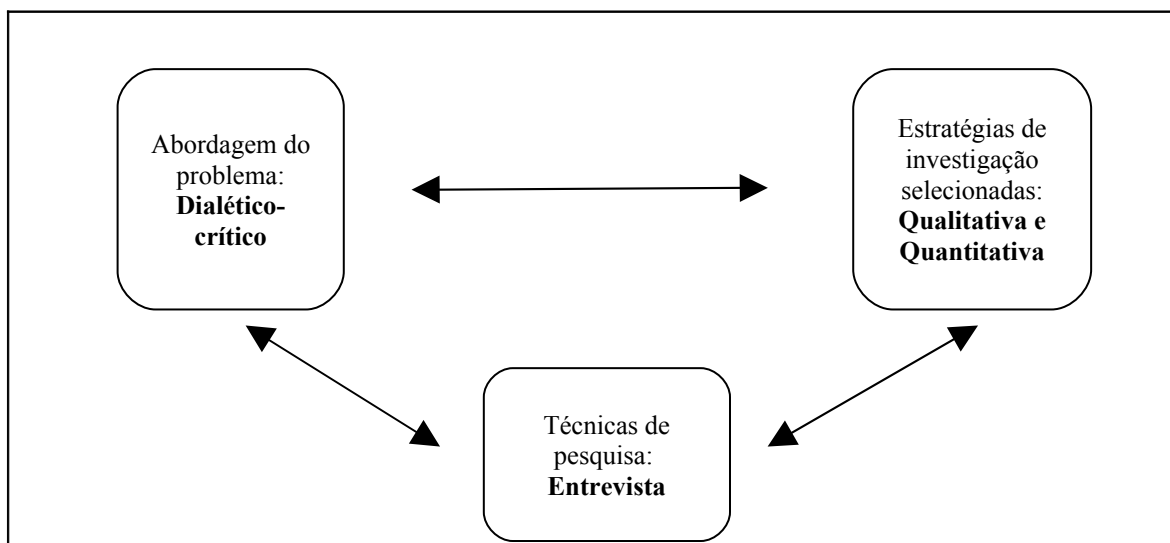 Abordagem do
problema:
Dialético-
crítico
Estratégias de
investigação
selecionadas:
Qualitativa e
Quantitativa
Técnicas de
pesquisa:
Entrevista